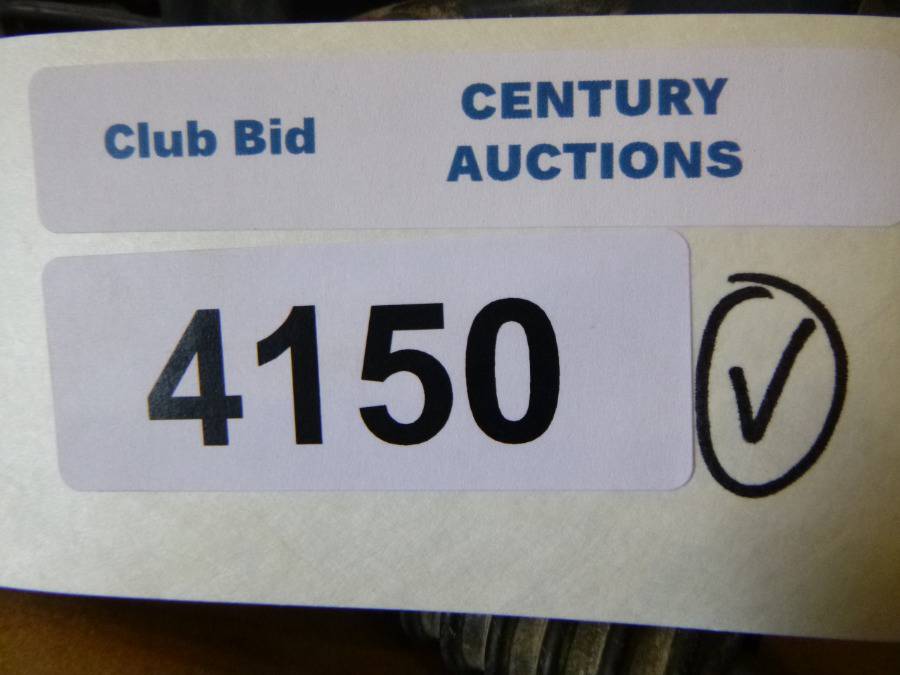 Club Bid
CENTURY
AUCTIONS
4150
✓